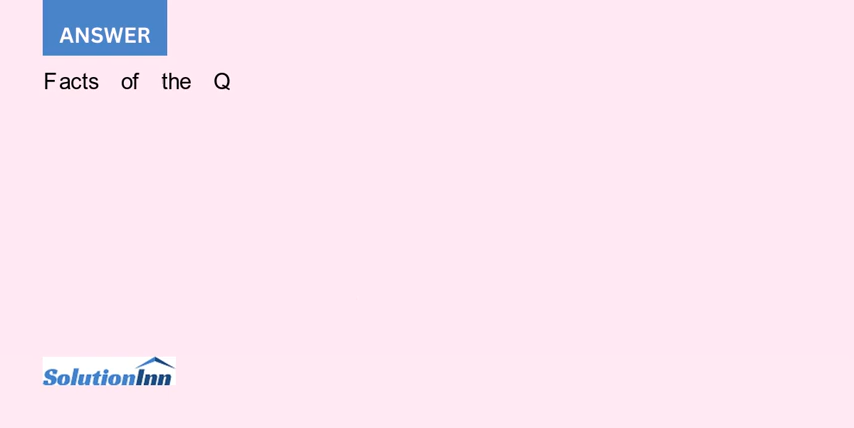 ANSWER
Facts of the Q
SolutionInn